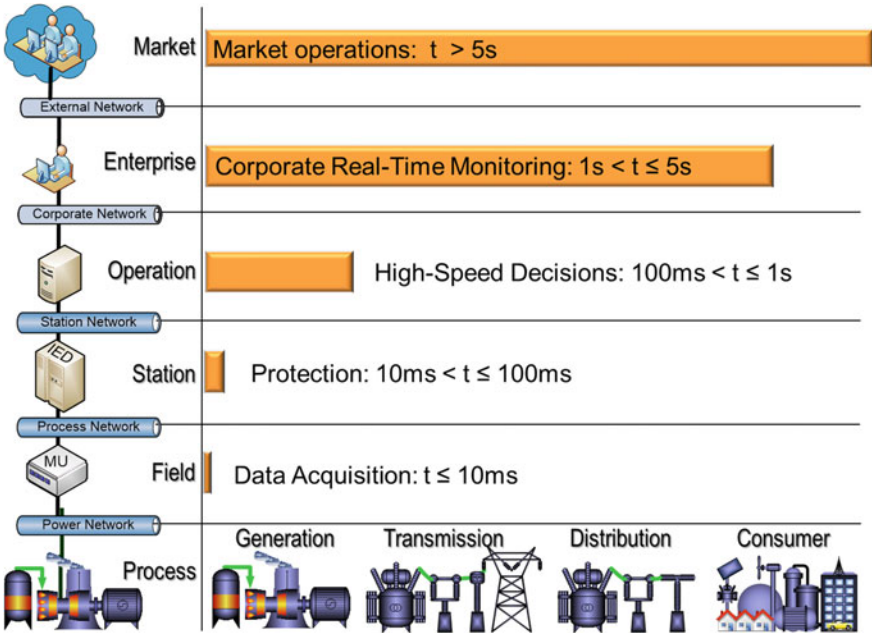 Market
Market operations: t > 5s
External Network
Enterprise
Corporate Real-Time Monitoring: 1s < t ≤ 5s
Corporate Network
Operation
High-Speed Decisions: 100ms < t ≤ 1s
Station Network
IED
Station
Protection: 10ms < t ≤ 100ms
Process Network
MU
Field
Data Acquisition: t ≤ 10ms
Power Network
Generation
Transmission
Distribution
Consumer
Process